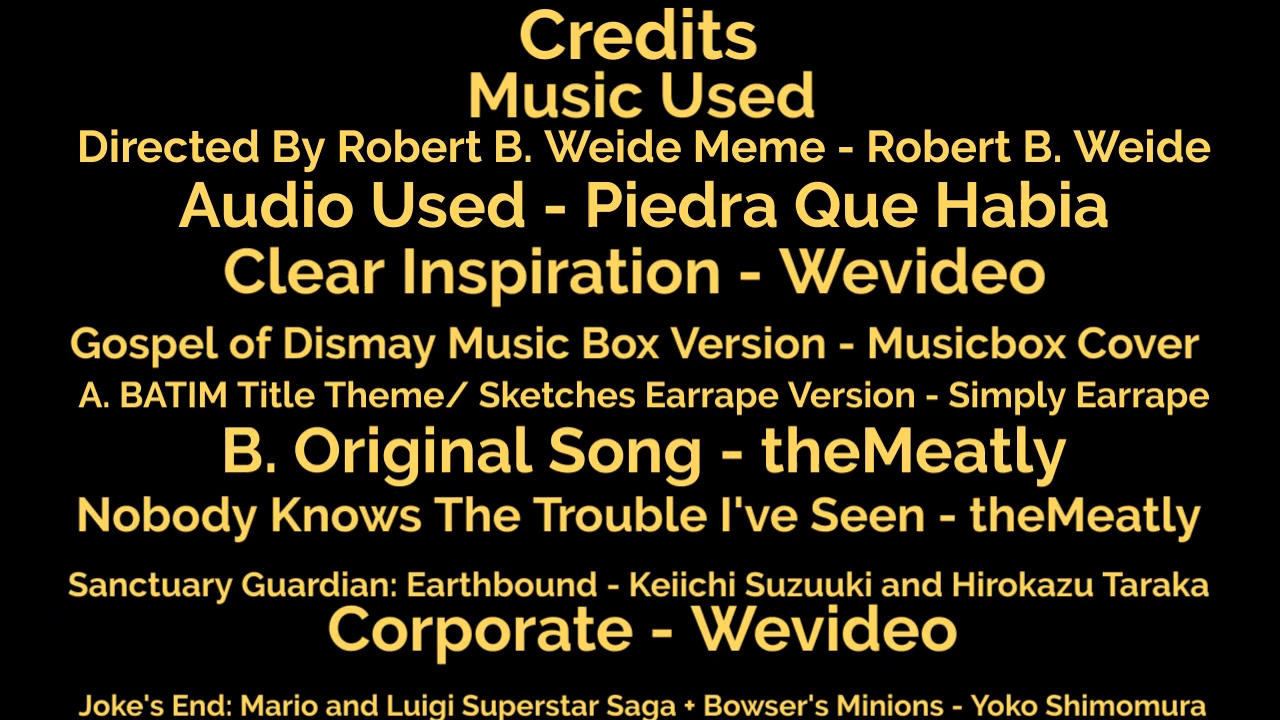 Credits
Music Used
Directed By Robert B. Weide Meme - Robert B. Weide
Audio Used - Piedra Que Habia
Clear Inspiration - Wevideo
Gospel of Dismay Music Box Version - Musicbox Cover
A. BATIM Title Theme/ Sketches Earrape Version - Simply Earrape
B. Original Song - theMeatly
Nobody Knows The Trouble I've Seen - theMeatly
Sanctuary Guardian: Earthbound - Keiichi Suzuuki and Hirokazu Taraka
Corporate - Wevideo
Joke's End: Mario and Luigi Superstar Saga + Bowser's Minions - Yoko Shimomura